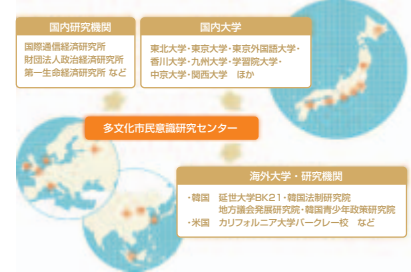 国内研究機関
国際通信経済研究所
財団法人政治経済研究所
第一生命経済研究所 など
国内大学
東北大学・東京大学・東京外国語大学・
香川大学・九州大学・学習院大学・
中京大学・関西大学 ほか
多文化市民意識研究センター
海外大学・研究機関
・韓国 延世大学BK21・韓国法制研究院
地方議会発展研究院・韓国青少年政策研究院
・米国 カリフォルニア大学バークレー校 など